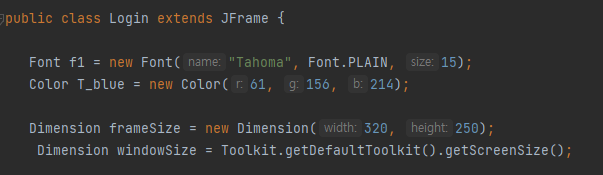 public class Login extends JFrame {
Font f1 = new Font( name: "Tahoma", Font.PLAIN, size: 15);
Color T_blue = new Color( r: 61, g: 156, b: 214);
Dimension frameSize = new Dimension( width: 320, height: 250);
Dimension windowSize = Toolkit.getDefaultToolkit().getScreenSize();